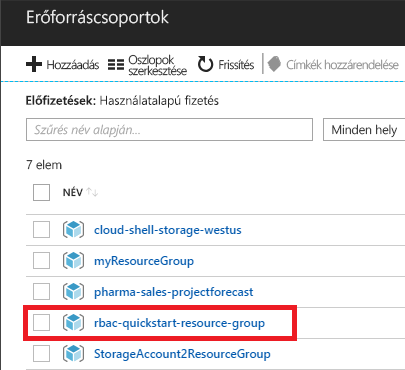 Erőforráscsoportok
Hozzáadás Oszlopok szerkesztése Frissítés Címkék hozzárendelése
Előfizetések: Használatalapú fizetés
Szűrés név alapján... Minden hely
7 elem
NÉV
cloud-shell-storage-westus
myResourceGroup
pharma-sales-projectforecast
rbac-quickstart-resource-group
StorageAccount2ResourceGroup